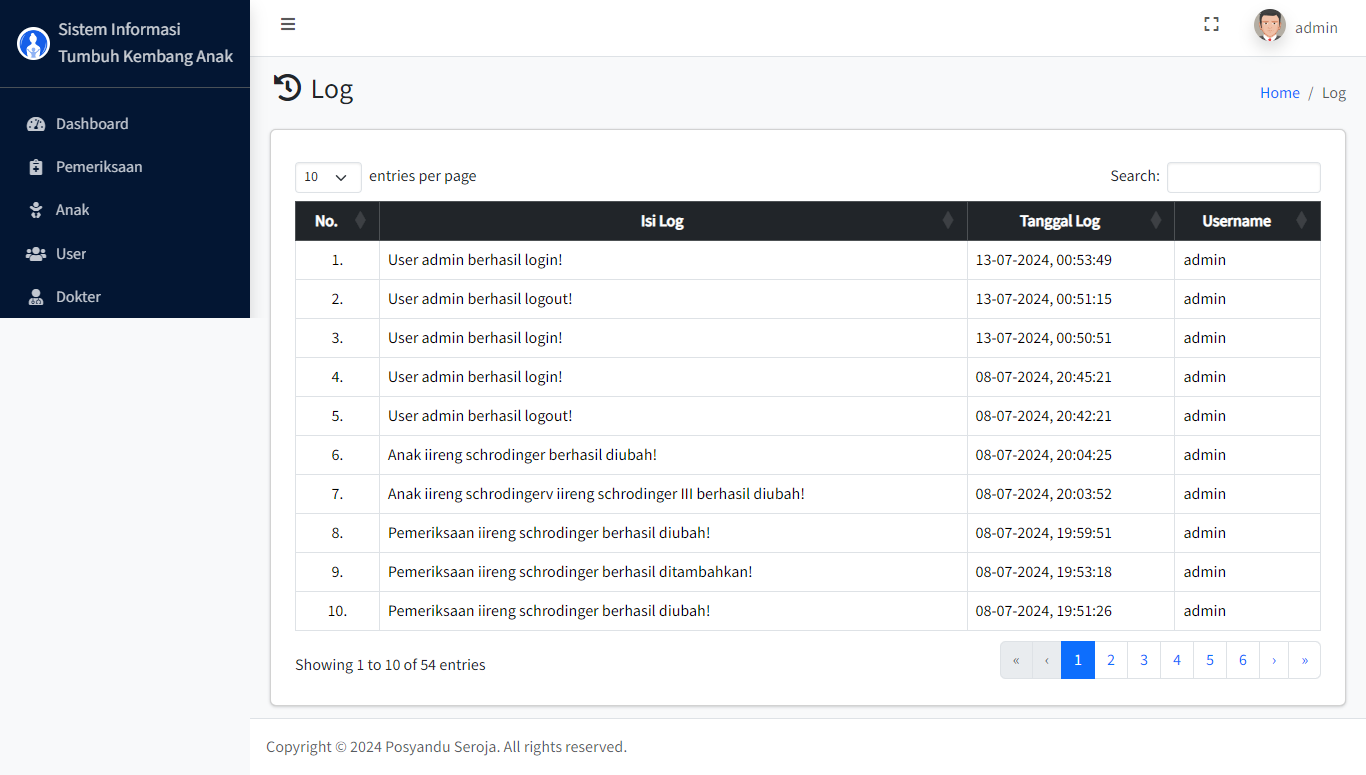 Sistem Informasi
Tumbuh Kembang Anak
admin
Log
Home / Log
Dashboard
Pemeriksaan
Anak
User
Dokter
10 entries per page Search:
No. Isi Log Tanggal Log Username
1. User admin berhasil login! 13-07-2024, 00:53:49 admin
2. User admin berhasil logout! 13-07-2024, 00:51:15 admin
3. User admin berhasil login! 13-07-2024, 00:50:51 admin
4. User admin berhasil login! 08-07-2024, 20:45:21 admin
5. User admin berhasil logout! 08-07-2024, 20:42:21 admin
6. Anak iireng schrodinger berhasil diubah! 08-07-2024, 20:04:25 admin
7. Anak iireng schrodingerv iireng schrodinger III berhasil diubah! 08-07-2024, 20:03:52 admin
8. Pemeriksaan iireng schrodinger berhasil diubah! 08-07-2024, 19:59:51 admin
9. Pemeriksaan iireng schrodinger berhasil ditambahkan! 08-07-2024, 19:53:18 admin
10. Pemeriksaan iireng schrodinger berhasil diubah! 08-07-2024, 19:51:26 admin
Showing 1 to 10 of 54 entries « ‹ 1 2 3 4 5 6 › »
Copyright © 2024 Posyandu Seroja. All rights reserved.